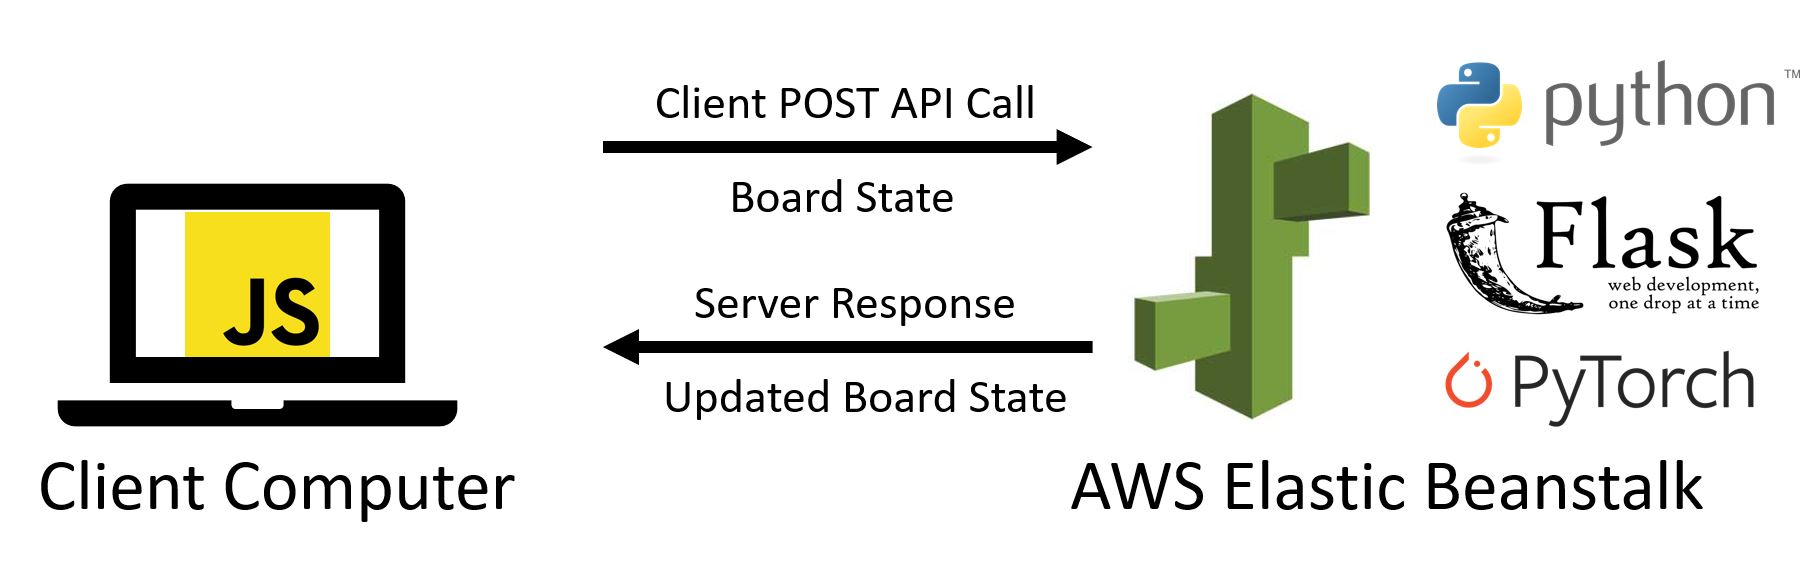 Client POST API Call
Board State
Server Response
Updated Board State
JS
Client Computer
python™
Flask
web development,
one drop at a time
PyTorch
AWS Elastic Beanstalk